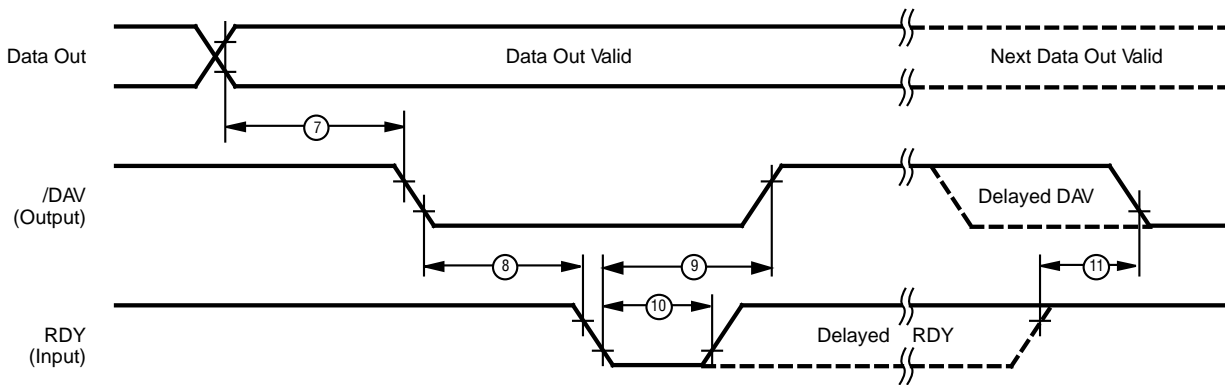 Data Out
Data Out Valid
Next Data Out Valid
7
/DAV
(Output)
Delayed DAV
8
9
11
10
RDY
(Input)
Delayed RDY